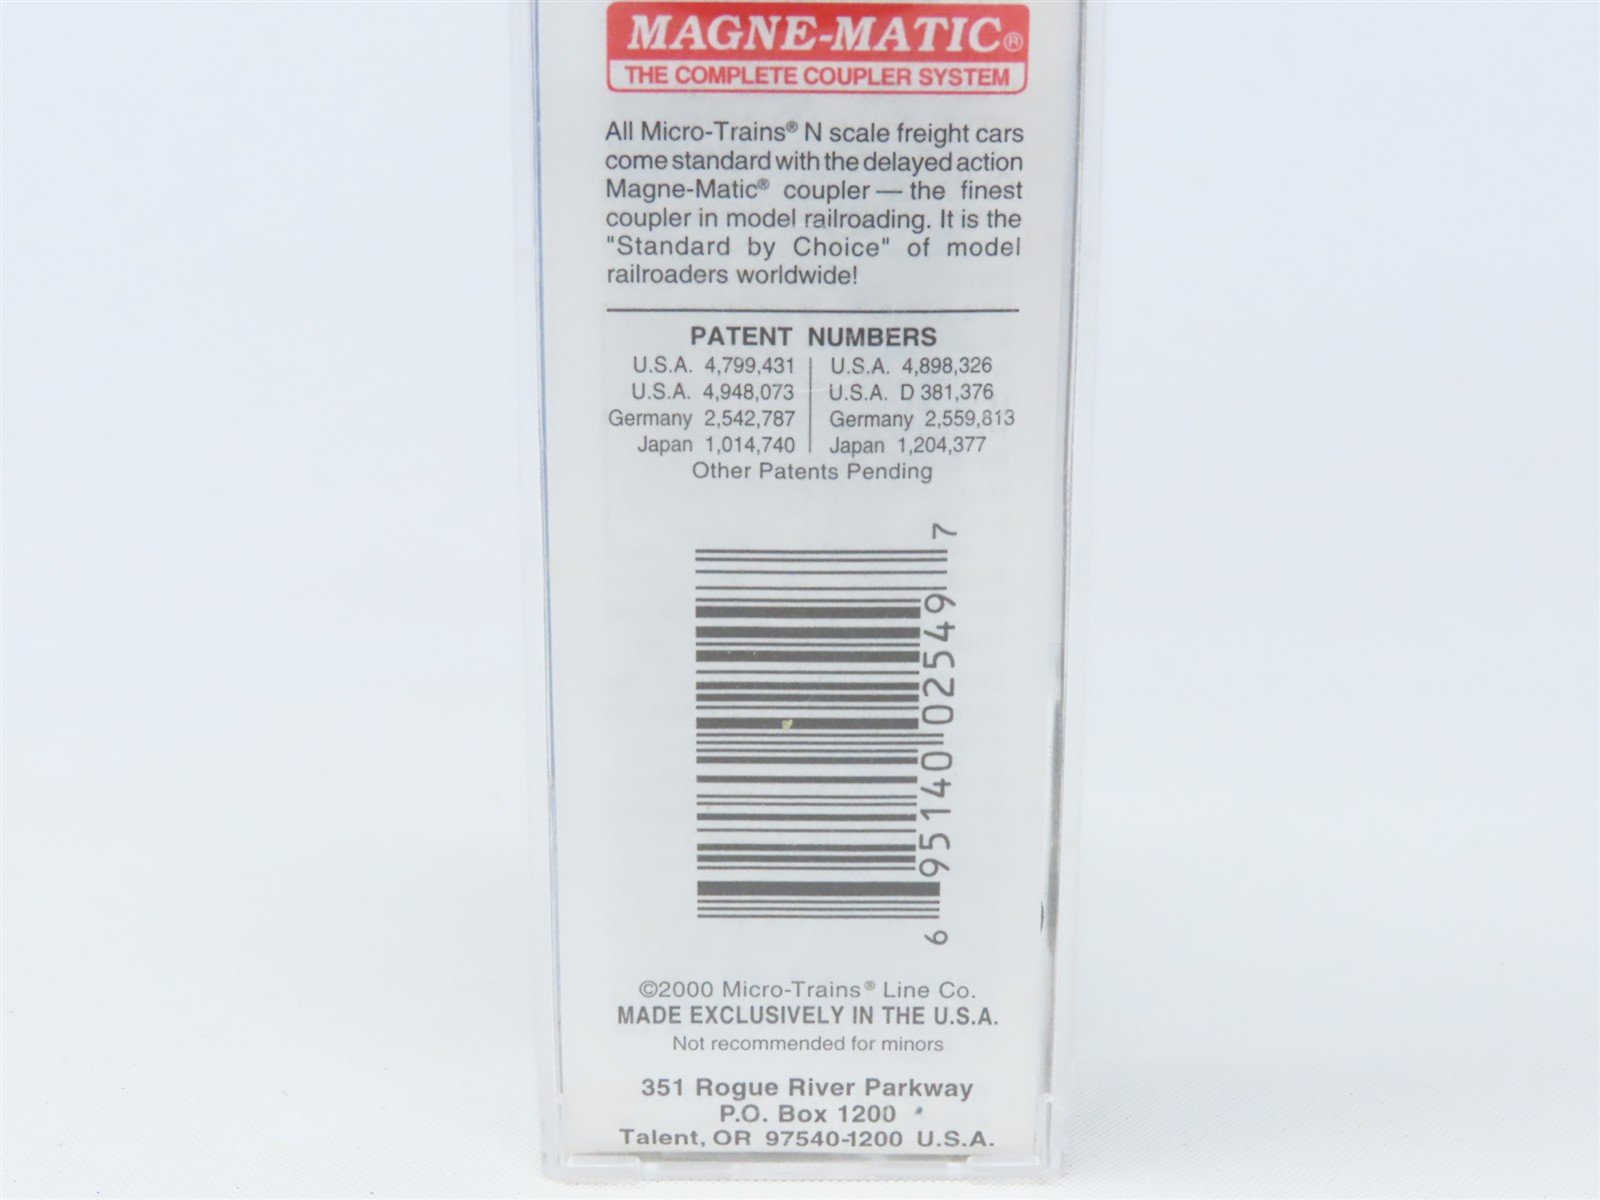 MAGNE-MATIC®
THE COMPLETE COUPLER SYSTEM
All Micro-Trains® N scale freight cars
come standard with the delayed action
Magne-Matic® coupler — the finest
coupler in model railroading. It is the
"Standard by Choice" of model
railroaders worldwide!
PATENT NUMBERS
U.S.A. 4,799,431 | U.S.A. 4,898,326
U.S.A. 4,948,073 | U.S.A. D 381,376
Germany 2,542,787 | Germany 2,559,813
Japan 1,014,740 | Japan 1,204,377
Other Patents Pending
6 95140 02549 7
©2000 Micro-Trains® Line Co.
MADE EXCLUSIVELY IN THE U.S.A.
Not recommended for minors
351 Rogue River Parkway
P.O. Box 1200
Talent, OR 97540-1200 U.S.A.